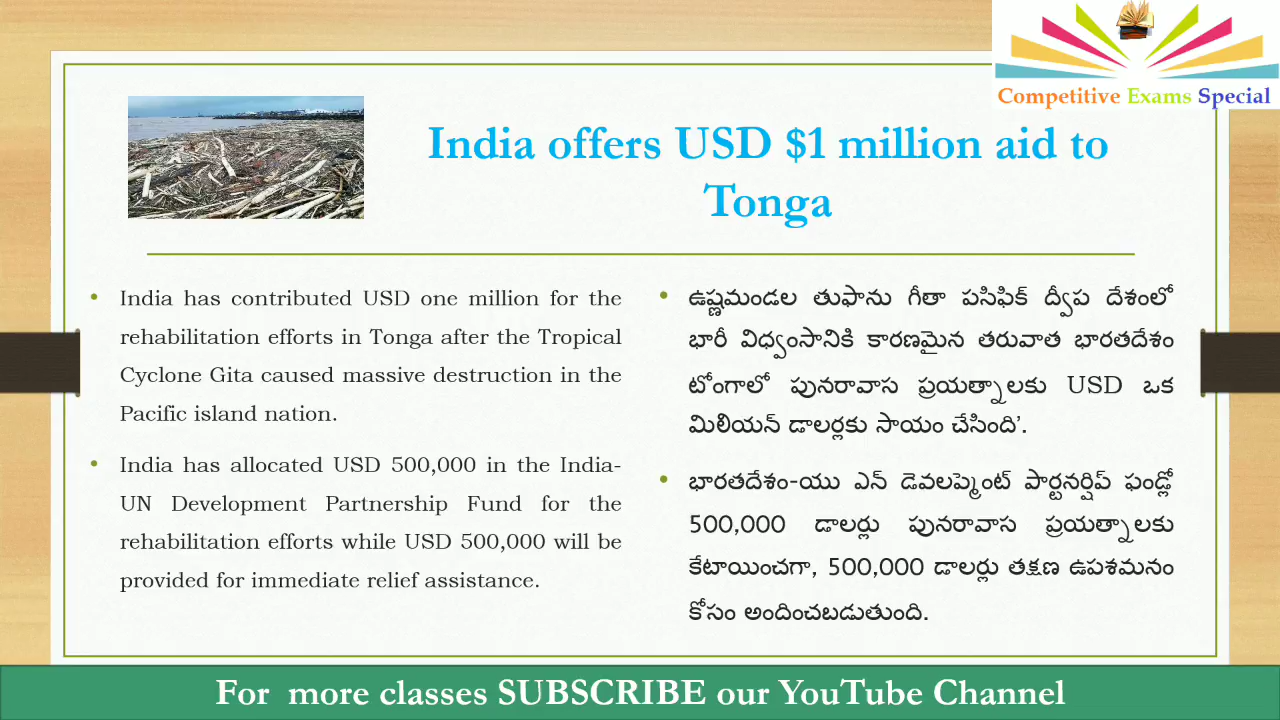 Competitive Exams Special
India offers USD $1 million aid to
Tonga
• India has contributed USD one million for the
rehabilitation efforts in Tonga after the Tropical
Cyclone Gita caused massive destruction in the
Pacific island nation.
• India has allocated USD 500,000 in the India-
UN Development Partnership Fund for the
rehabilitation efforts while USD 500,000 will be
provided for immediate relief assistance.
• ఉష్ణమండల తుఫాను గీతా పసిఫిక్ ద్వీప దేశంలో
భారీ విధ్వంసానికి కారణమైన తరువాత భారతదేశం
టోంగాలో పునరావాస ప్రయత్నాలకు USD ఒక
మిలియన్ డాలర్లకు సాయం చేసింది'.
• భారతదేశం-యు ఎన్ డెవలప్మెంట్ పార్టనర్షిప్ ఫండ్లో
500,000 డాలర్లు పునరావాస ప్రయత్నాలకు
కేటాయించగా, 500,000 డాలర్లు తక్షణ ఉపశమనం
కోసం అందించబడుతుంది.
For more classes SUBSCRIBE our YouTube Channel